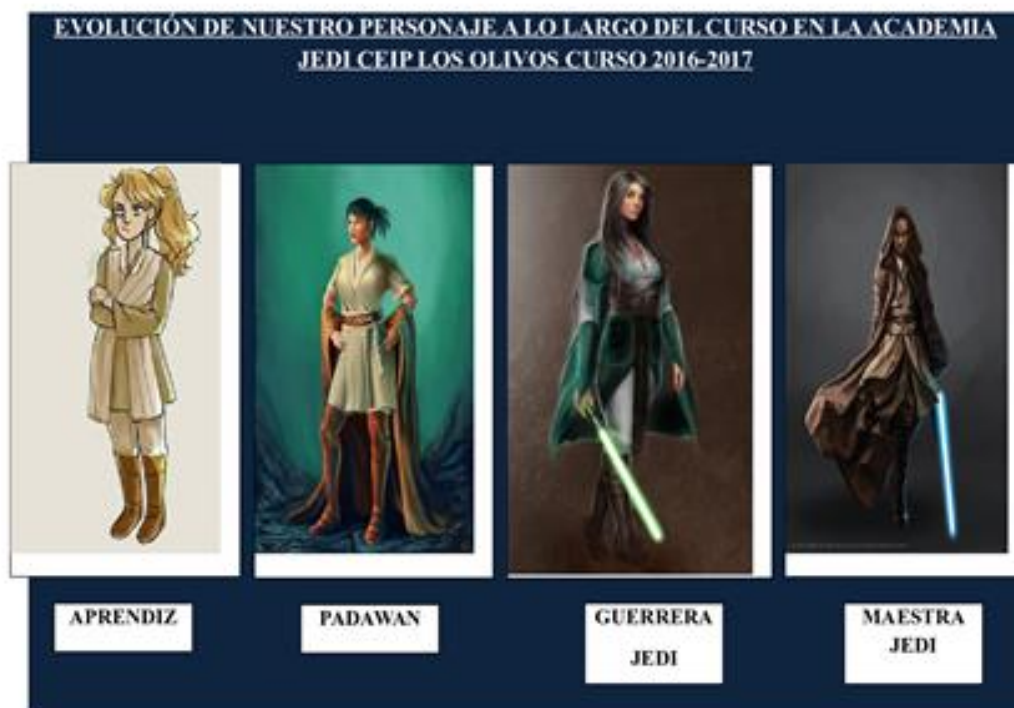 EVOLUCIÓN DE NUESTRO PERSONAJE A LO LARGO DEL CURSO EN LA ACADEMIA
JEDI CEIP LOS OLIVOS CURSO 2016-2017
APRENDIZ
PADAWAN
GUERRERA
JEDI
MAESTRA
JEDI